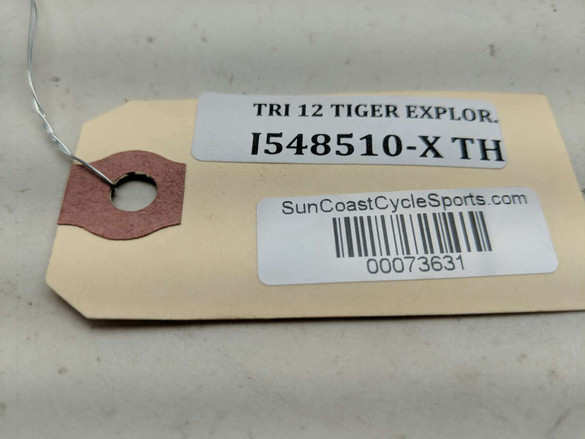 TRI 12 TIGER EXPLOR.
I548510-X TH
SunCoastCycleSports.com
00073631